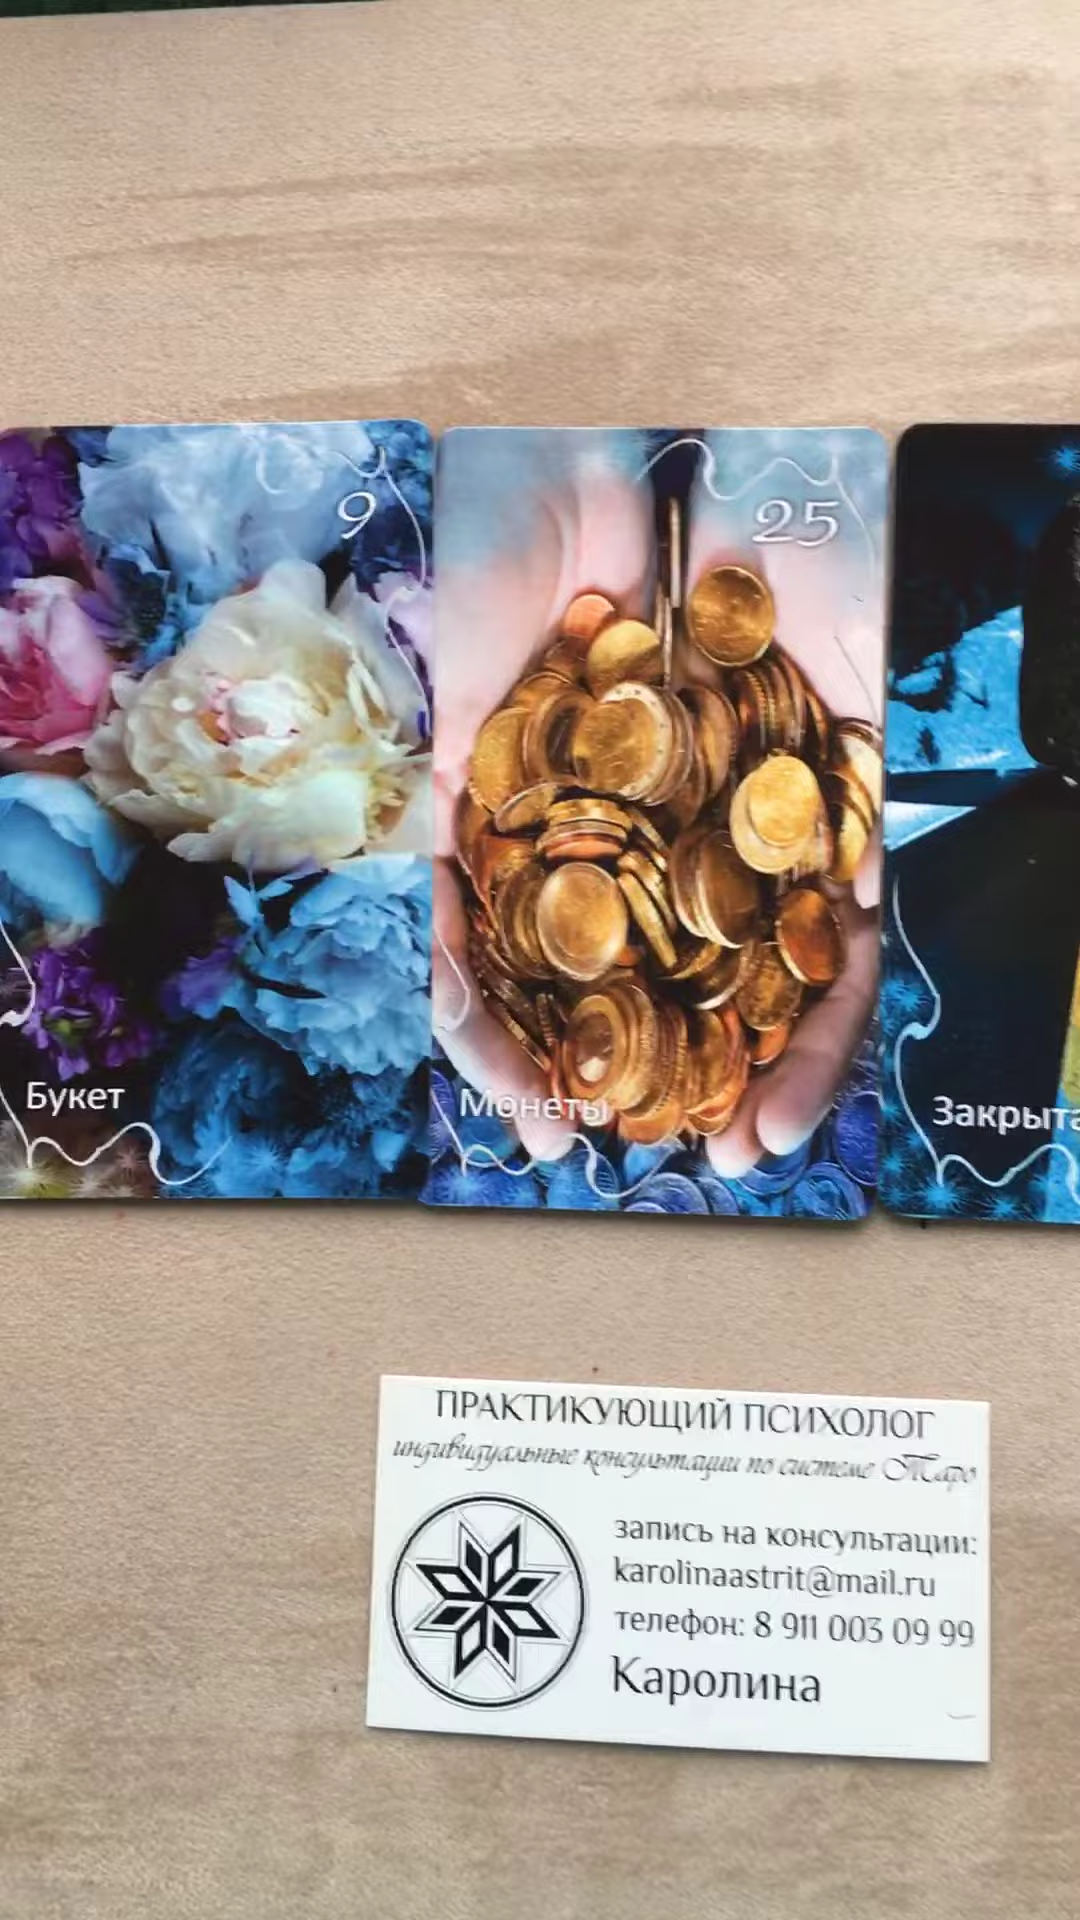 9
25
Букет
Монеты
Закрыта
ПРАКТИКУЮЩИЙ ПСИХОЛОГ
индивидуальные консультации по системе Таро
запись на консультации:
karolinaastrit@mail.ru
телефон: 8 911 003 09 99
Каролина